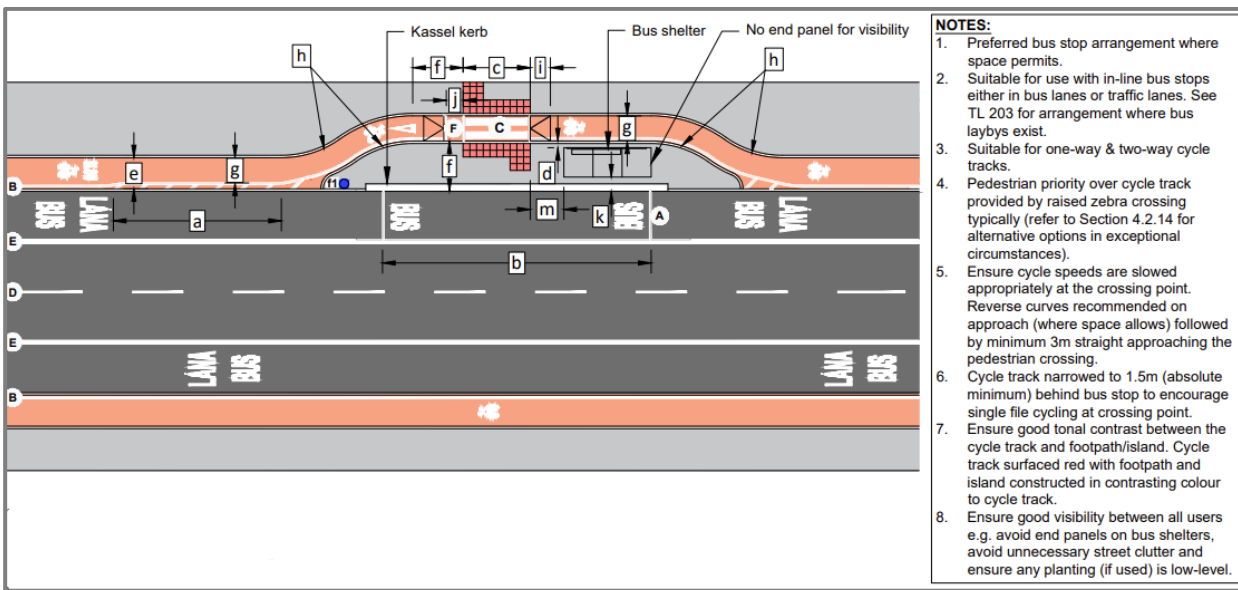 Kassel kerb
Bus shelter
No end panel for visibility
h
f
c
i
h
j
F
C
g
e
g
f
d
f1
B
m
k
A
BUS
LÁNA
a
BUS
BUS
BUS
LÁNA
E
b
D
E
LÁNA
BUS
LÁNA
BUS
B
NOTES:
1. Preferred bus stop arrangement where
space permits.
2. Suitable for use with in-line bus stops
either in bus lanes or traffic lanes. See
TL 203 for arrangement where bus
laybys exist.
3. Suitable for one-way & two-way cycle
tracks.
4. Pedestrian priority over cycle track
provided by raised zebra crossing
typically (refer to Section 4.2.14 for
alternative options in exceptional
circumstances).
5. Ensure cycle speeds are slowed
appropriately at the crossing point.
Reverse curves recommended on
approach (where space allows) followed
by minimum 3m straight approaching the
pedestrian crossing.
6. Cycle track narrowed to 1.5m (absolute
minimum) behind bus stop to encourage
single file cycling at crossing point.
7. Ensure good tonal contrast between the
cycle track and footpath/island. Cycle
track surfaced red with footpath and
island constructed in contrasting colour
to cycle track.
8. Ensure good visibility between all users
e.g. avoid end panels on bus shelters,
avoid unnecessary street clutter and
ensure any planting (if used) is low-level.